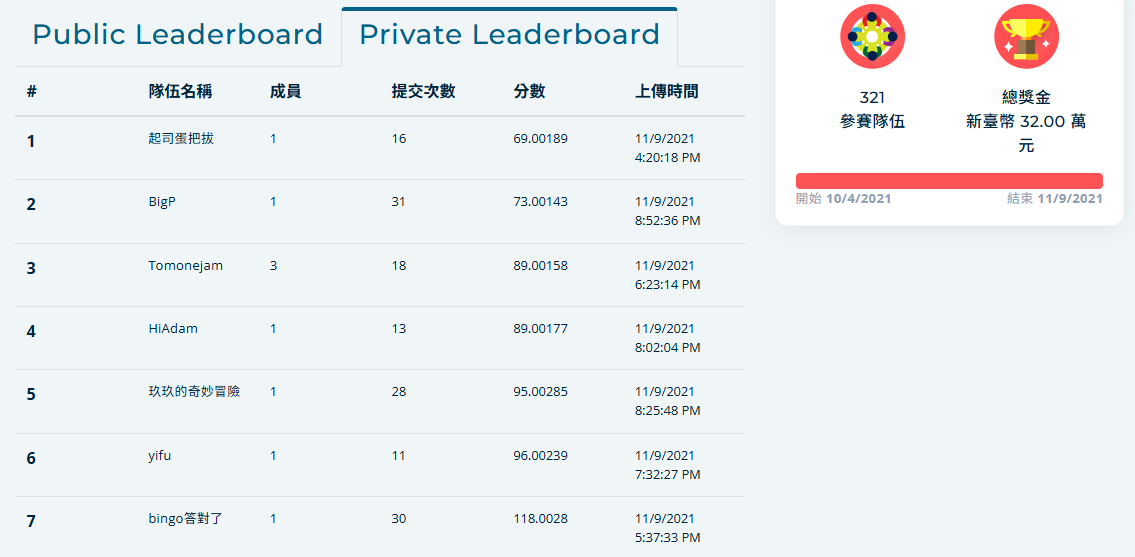 Public Leaderboard
Private Leaderboard
# 隊伍名稱 成員 提交次數 分數 上傳時間
1 起司蛋把拔 1 16 69.00189 11/9/2021
4:20:18 PM
2 BigP 1 31 73.00143 11/9/2021
8:52:36 PM
3 Tomonejam 3 18 89.00158 11/9/2021
6:23:14 PM
4 HiAdam 1 13 89.00177 11/9/2021
8:02:04 PM
5 玖玖的奇妙冒險 1 28 95.00285 11/9/2021
8:25:48 PM
6 yifu 1 11 96.00239 11/9/2021
7:32:27 PM
7 bingo答對了 1 30 118.0028 11/9/2021
5:37:33 PM
321
參賽隊伍
總獎金
新臺幣 32.00 萬
元
開始 10/4/2021
結束 11/9/2021